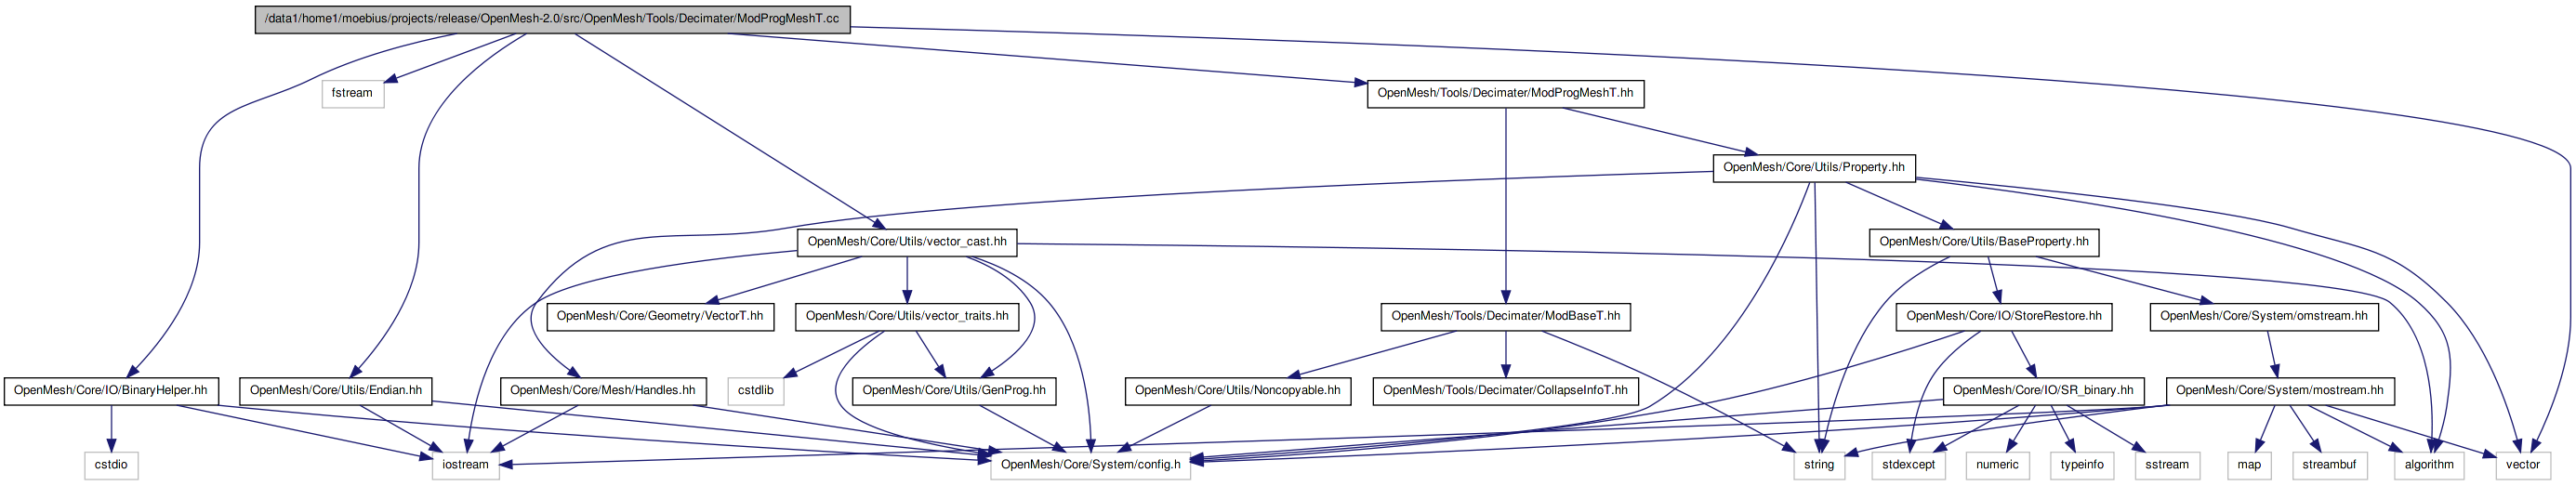 /data1/home1/moebius/projects/release/OpenMesh-2.0/src/OpenMesh/Tools/Decimater/ModProgMeshT.cc
fstream
OpenMesh/Tools/Decimater/ModProgMeshT.hh
OpenMesh/Core/Utils/Property.hh
OpenMesh/Core/Utils/vector_cast.hh
OpenMesh/Core/Utils/BaseProperty.hh
OpenMesh/Core/Geometry/VectorT.hh
OpenMesh/Core/Utils/vector_traits.hh
OpenMesh/Tools/Decimater/ModBaseT.hh
OpenMesh/Core/IO/StoreRestore.hh
OpenMesh/Core/System/omstream.hh
OpenMesh/Core/IO/BinaryHelper.hh
OpenMesh/Core/Utils/Endian.hh
OpenMesh/Core/Mesh/Handles.hh
cstdlib
OpenMesh/Core/Utils/GenProg.hh
OpenMesh/Core/Utils/Noncopyable.hh
OpenMesh/Tools/Decimater/CollapseInfoT.hh
OpenMesh/Core/IO/SR_binary.hh
OpenMesh/Core/System/mostream.hh
cstdio
iostream
OpenMesh/Core/System/config.h
string
stdexcept
numeric
typeinfo
sstream
map
streambuf
algorithm
vector